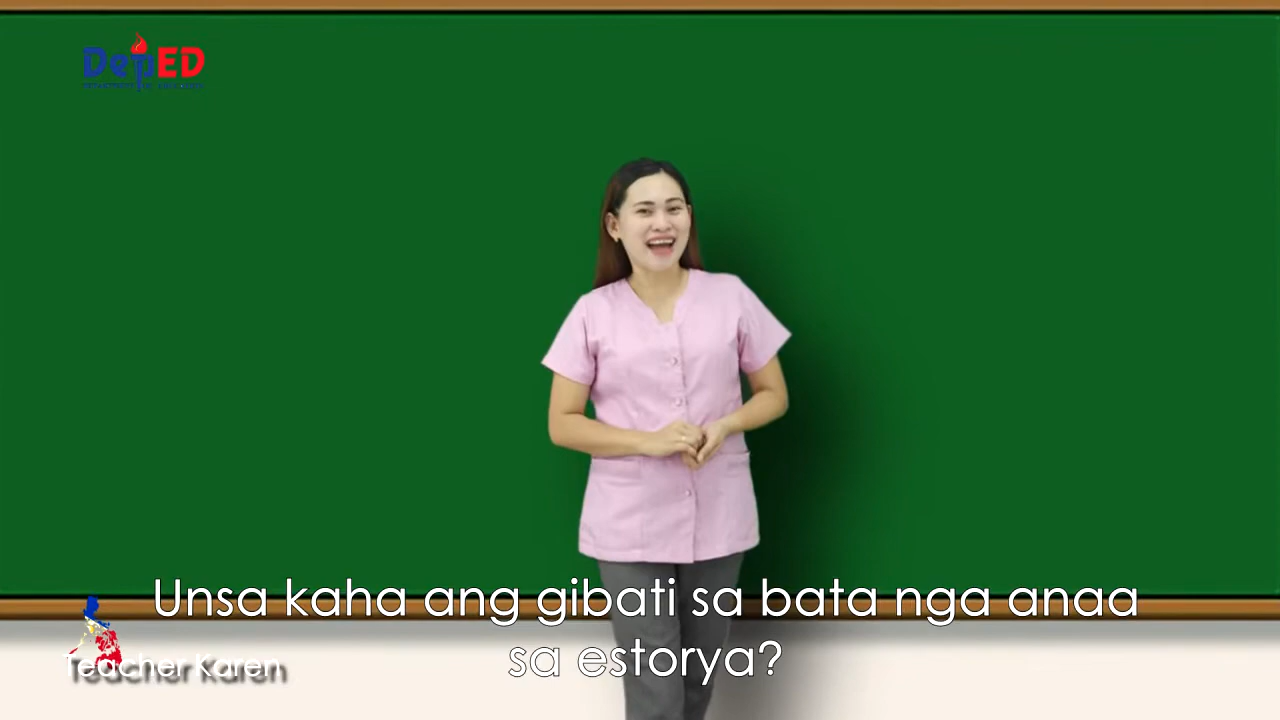 DepED
Unsa kaha ang gibati sa bata nga anaa
sa estorya?
Teacher Karen